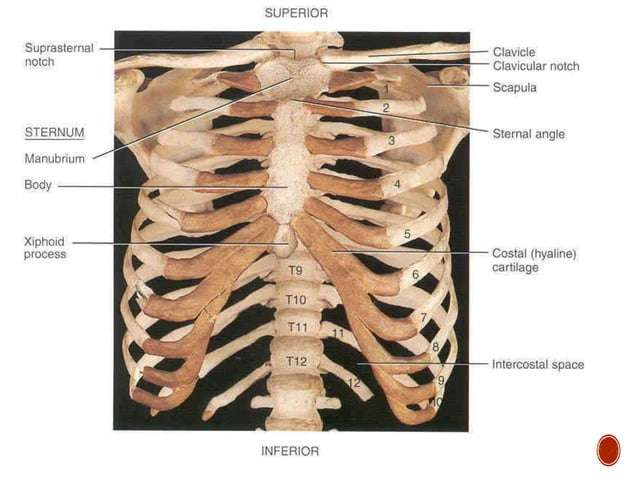 SUPERIOR
Suprasternal
notch
STERNUM
Manubrium
Body
Xiphoid
process
Clavicle
Clavicular notch
Scapula
Sternal angle
Costal (hyaline)
cartilage
Intercostal space
1
2
3
4
5
6
7
8
9
10
11
12
T9
T10
T11
T12
INFERIOR